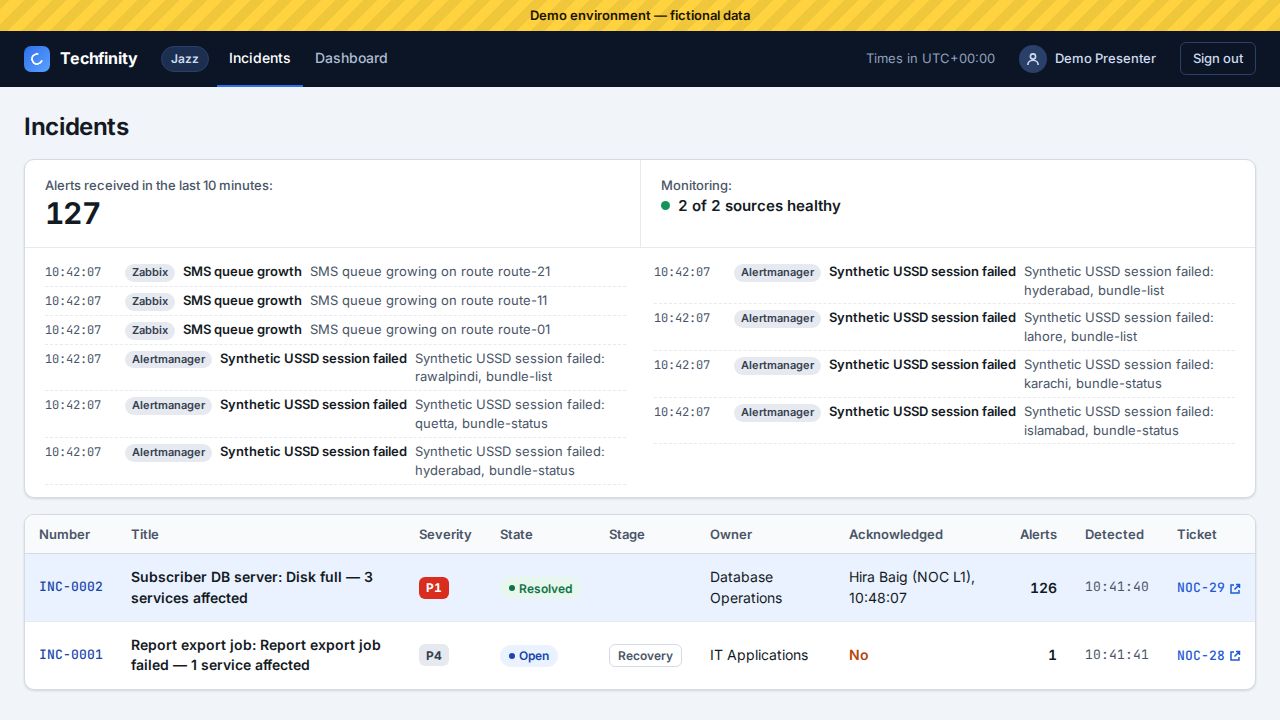 Demo environment — fictional data
Techfinity
Jazz
Incidents
Dashboard
Times in UTC+00:00
Demo Presenter
Sign out
Incidents
Alerts received in the last 10 minutes:
127
Monitoring:
2 of 2 sources healthy
10:42:07 Zabbix SMS queue growth SMS queue growing on route route-21
10:42:07 Zabbix SMS queue growth SMS queue growing on route route-11
10:42:07 Zabbix SMS queue growth SMS queue growing on route route-01
10:42:07 Alertmanager Synthetic USSD session failed Synthetic USSD session failed:
rawalpindi, bundle-list
10:42:07 Alertmanager Synthetic USSD session failed Synthetic USSD session failed:
quetta, bundle-status
10:42:07 Alertmanager Synthetic USSD session failed Synthetic USSD session failed:
hyderabad, bundle-status
10:42:07 Alertmanager Synthetic USSD session failed Synthetic USSD session failed:
hyderabad, bundle-list
10:42:07 Alertmanager Synthetic USSD session failed Synthetic USSD session failed:
lahore, bundle-list
10:42:07 Alertmanager Synthetic USSD session failed Synthetic USSD session failed:
karachi, bundle-status
10:42:07 Alertmanager Synthetic USSD session failed Synthetic USSD session failed:
islamabad, bundle-status
Number Title Severity State Stage Owner Acknowledged Alerts Detected Ticket
INC-0002 Subscriber DB server: Disk full — 3 P1 Resolved Database Hira Baig (NOC L1), 126 10:41:40 NOC-29
services affected Operations 10:48:07
INC-0001 Report export job: Report export job P4 Open Recovery IT Applications No 1 10:41:41 NOC-28
failed — 1 service affected